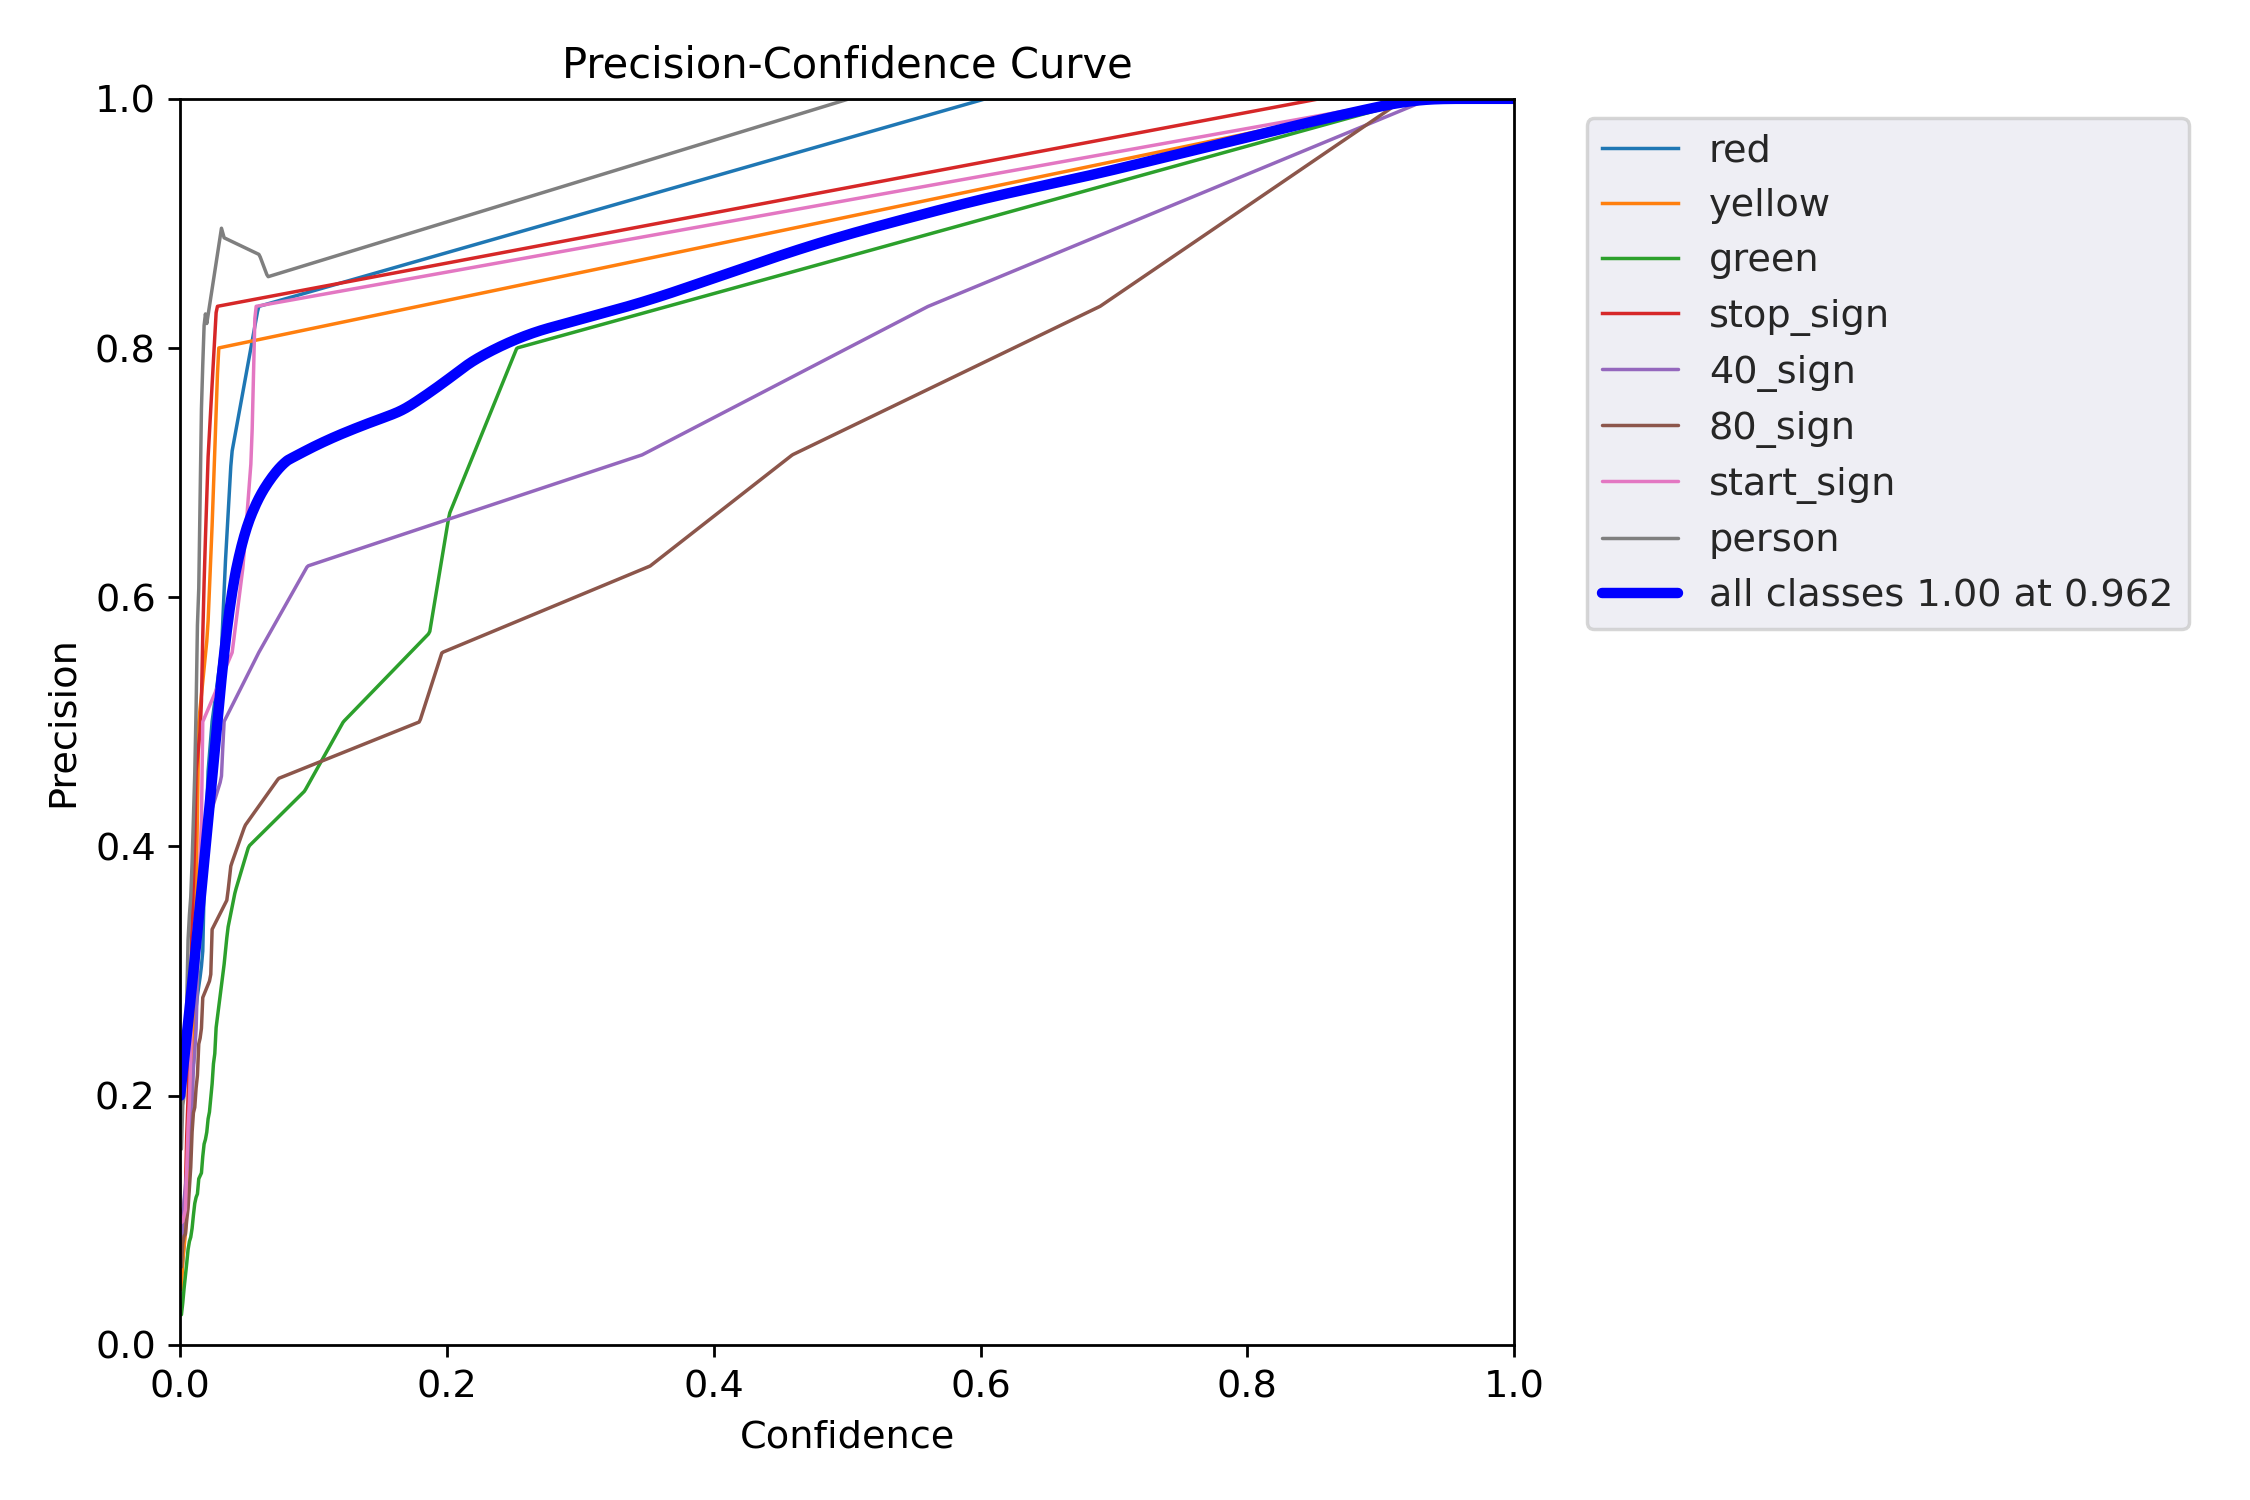 Precision-Confidence Curve
1.0
0.8
0.6
0.4
0.2
0.0
Precision
0.0 0.2 0.4 0.6 0.8 1.0
Confidence
red
yellow
green
stop_sign
40_sign
80_sign
start_sign
person
all classes 1.00 at 0.962